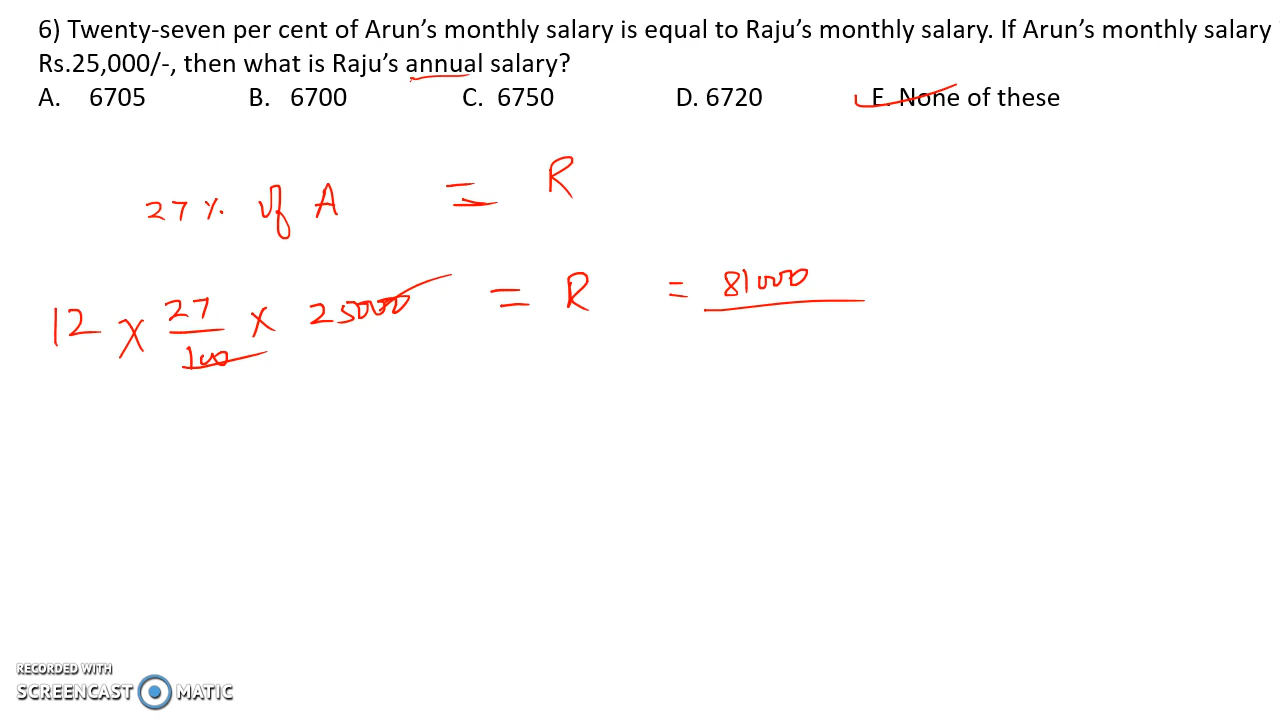 6) Twenty-seven per cent of Arun’s monthly salary is equal to Raju’s monthly salary. If Arun’s monthly salary
Rs.25,000/-, then what is Raju’s annual salary?
A. 6705 B. 6700 C. 6750 D. 6720 E. None of these
27% of A = R
12 × 27/100 × 25000 = R = 81000
RECORDED WITH
SCREENCAST MATIC